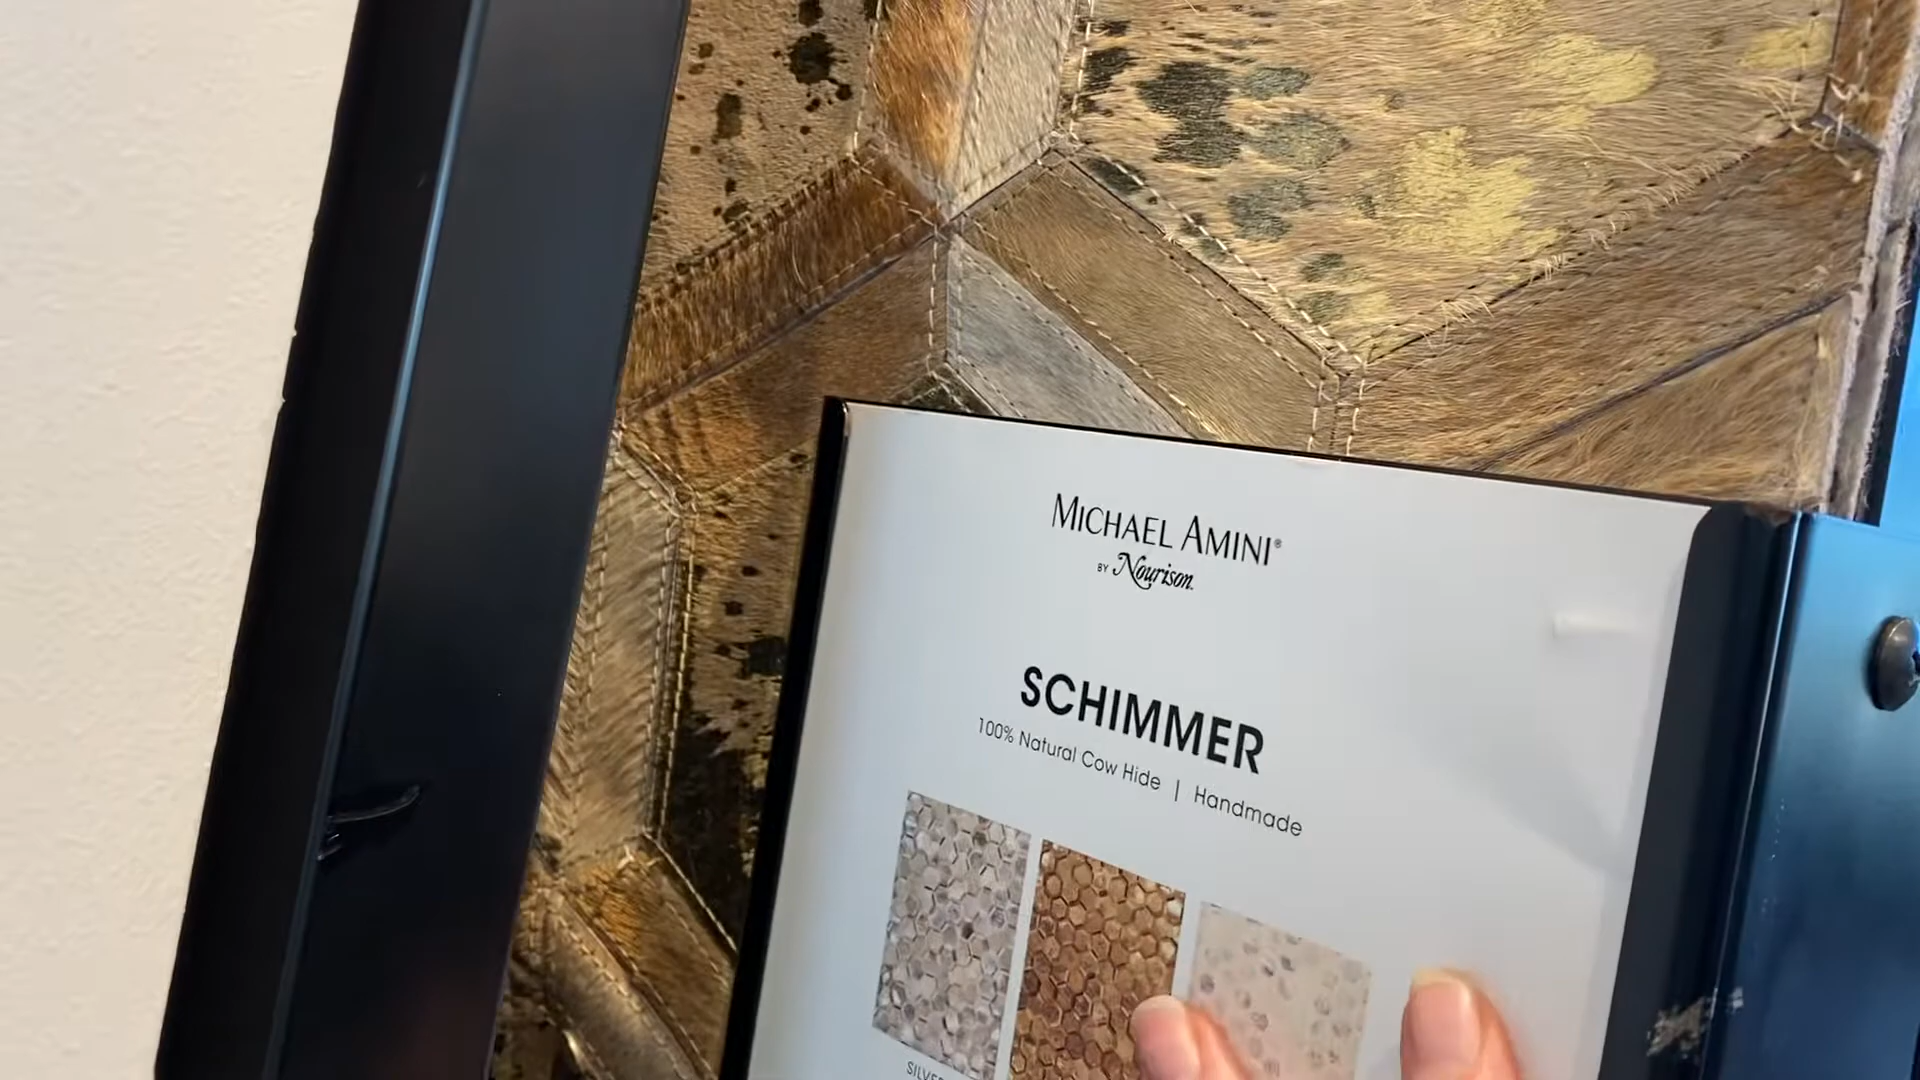 MICHAEL AMINI®
BY Nourison.
SCHIMMER
100% Natural Cow Hide | Handmade